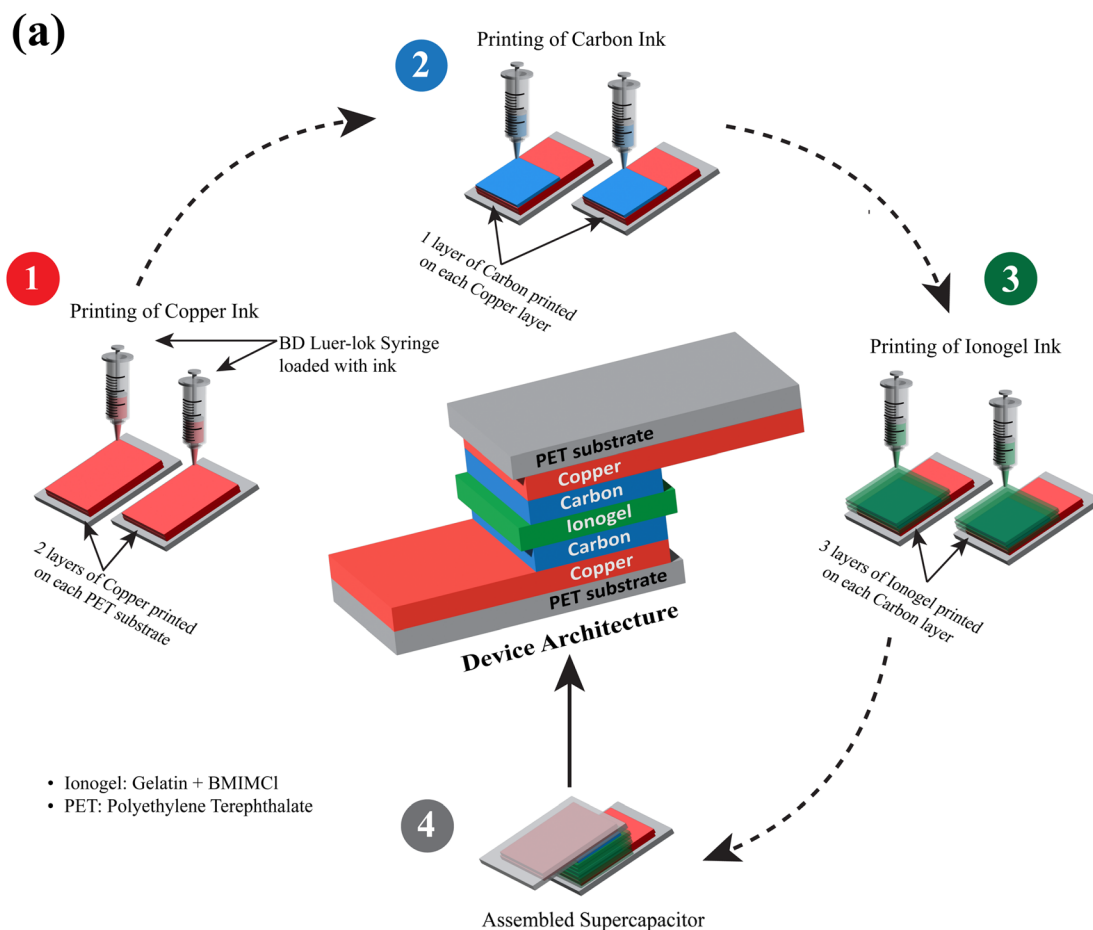 (a)
2
Printing of Carbon Ink
1 layer of Carbon printed
on each Copper layer
1
Printing of Copper Ink
BD Luer-lok Syringe
loaded with ink
2 layers of Copper printed
on each PET substrate
3
Printing of Ionogel Ink
3 layers of Ionogel printed
on each Carbon layer
PET substrate
Copper
Carbon
Ionogel
Carbon
Copper
PET substrate
Device Architecture
• Ionogel: Gelatin + BMIMCl
• PET: Polyethylene Terephthalate
4
Assembled Supercapacitor